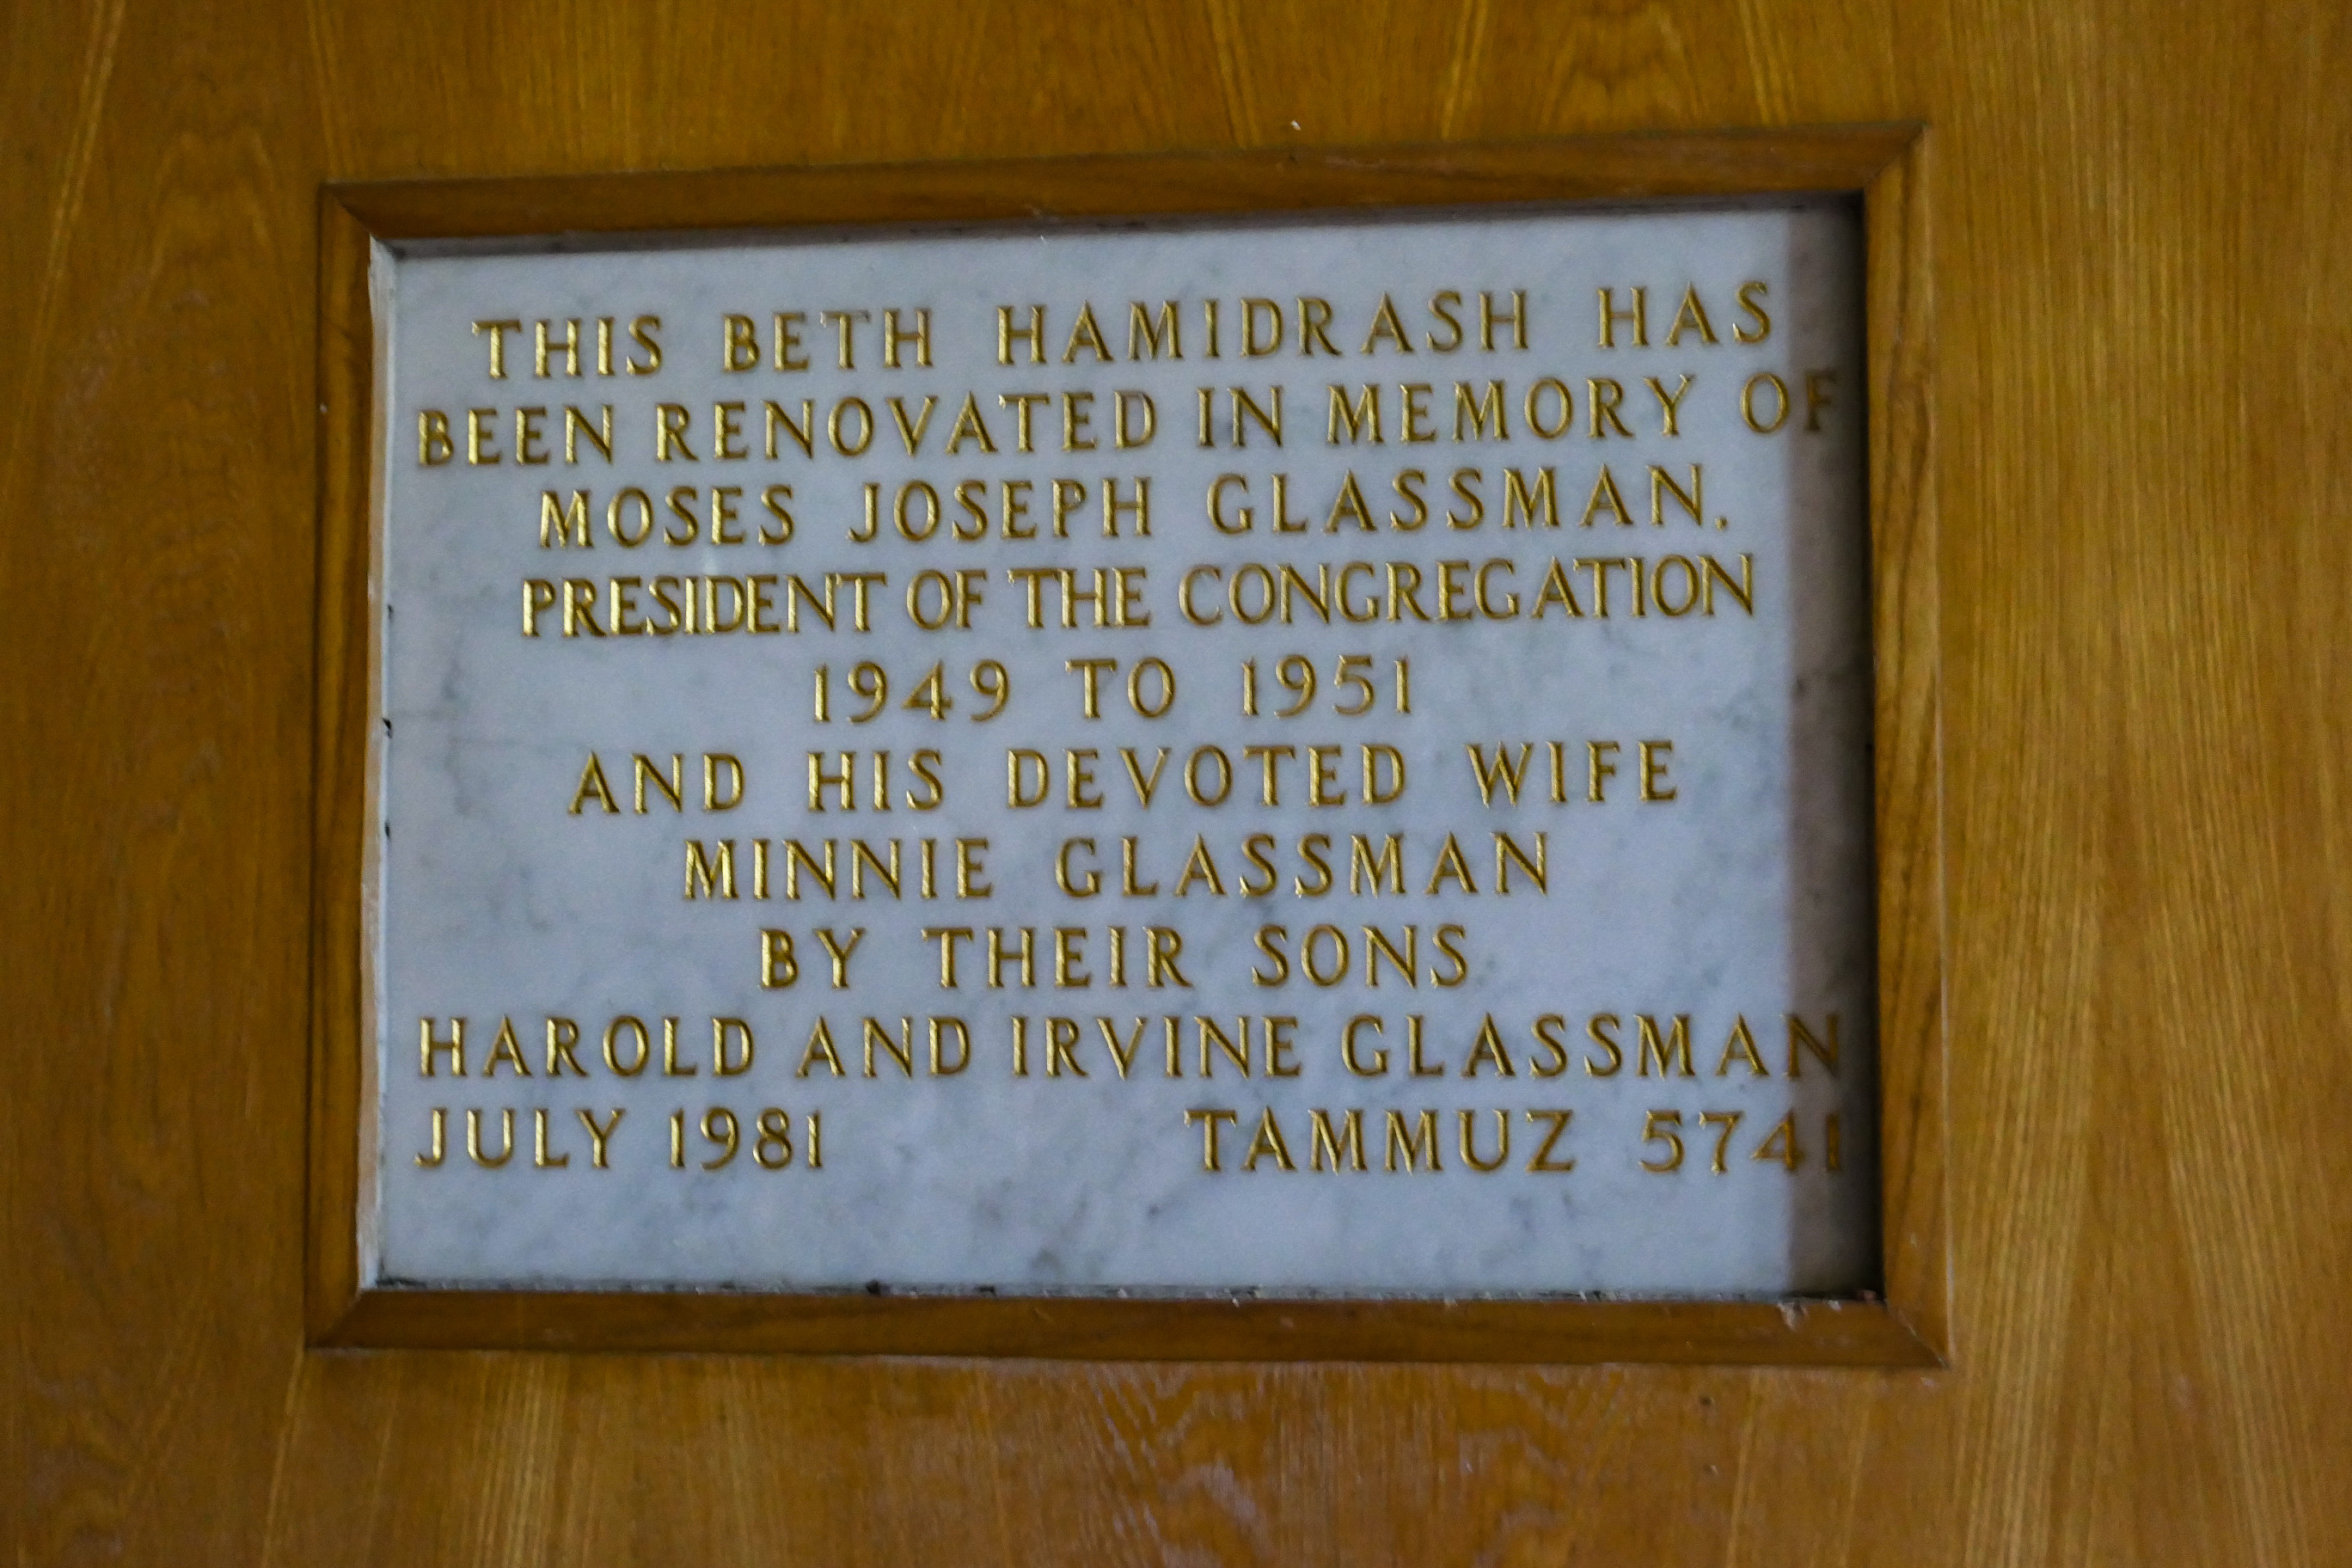 THIS BETH HAMIDRASH HAS
BEEN RENOVATED IN MEMORY OF
MOSES JOSEPH GLASSMAN.
PRESIDENT OF THE CONGREGATION
1949 TO 1951
AND HIS DEVOTED WIFE
MINNIE GLASSMAN
BY THEIR SONS
HAROLD AND IRVINE GLASSMAN
JULY 1981 TAMMUZ 5741